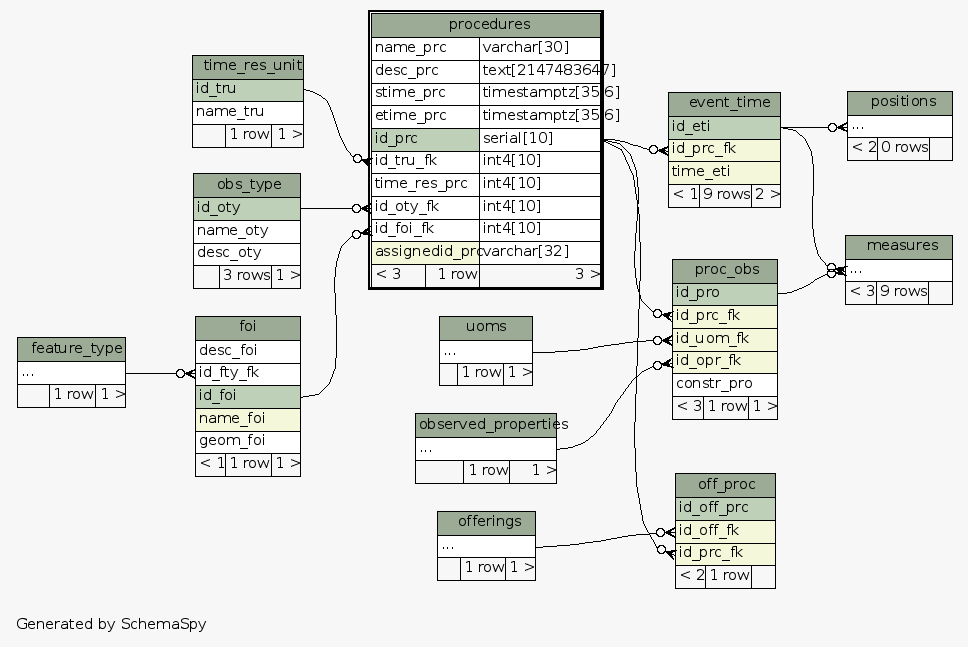 procedures
name_prc varchar[30]
desc_prc text[2147483647]
stime_prc timestamptz[35,6]
etime_prc timestamptz[35,6]
id_prc serial[10]
id_tru_fk int4[10]
time_res_prc int4[10]
id_oty_fk int4[10]
id_foi_fk int4[10]
assignedid_prc varchar[32]
< 3 1 row 3 >
time_res_unit
id_tru
name_tru
1 row 1 >
obs_type
id_oty
name_oty
desc_oty
3 rows 1 >
feature_type
...
1 row 1 >
foi
desc_foi
id_fty_fk
id_foi
name_foi
geom_foi
< 1 1 row 1 >
uoms
...
1 row 1 >
observed_properties
...
1 row 1 >
offerings
...
1 row 1 >
event_time
id_eti
id_prc_fk
time_eti
< 1 9 rows 2 >
positions
...
< 2 0 rows
measures
...
< 3 9 rows
proc_obs
id_pro
id_prc_fk
id_uom_fk
id_opr_fk
constr_pro
< 3 1 row 1 >
off_proc
id_off_prc
id_off_fk
id_prc_fk
< 2 1 row
Generated by SchemaSpy